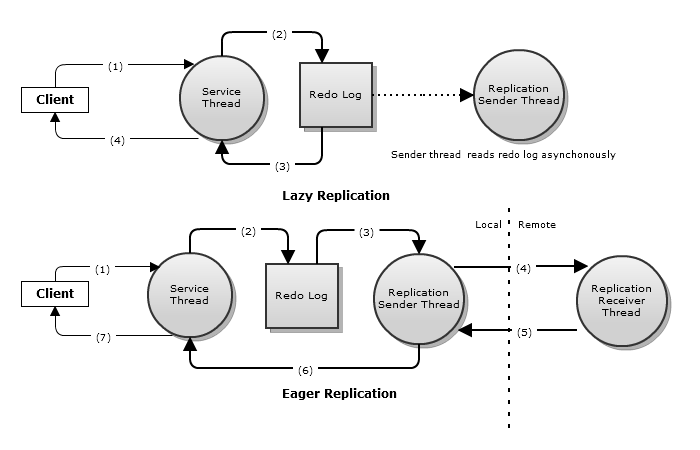 (2)
(1)
Client
Service
Thread
Redo Log
Replication
Sender Thread
(4)
(3)
Sender thread reads redo log asynchonously
Lazy Replication
Local
Remote
(2)
(3)
(1)
(4)
Client
Service
Thread
Redo Log
Replication
Sender Thread
Replication
Receiver
Thread
(7)
(5)
(6)
Eager Replication